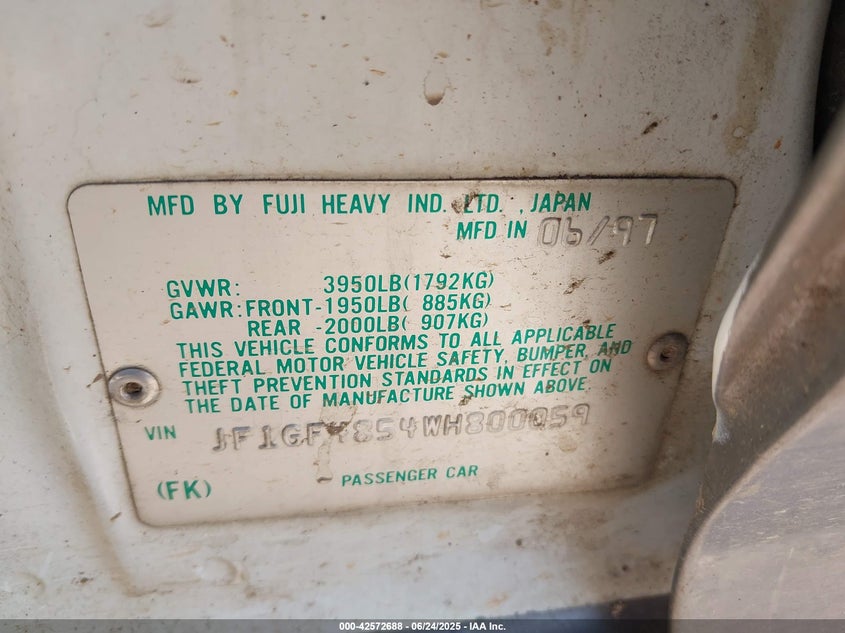 MFD BY FUJI HEAVY IND. LTD. , JAPAN
MFD IN 06/97
GVWR: 3950LB(1792KG)
GAWR: FRONT-1950LB( 885KG)
REAR -2000LB( 907KG)
THIS VEHICLE CONFORMS TO ALL APPLICABLE
FEDERAL MOTOR VEHICLE SAFETY, BUMPER, AND
THEFT PREVENTION STANDARDS IN EFFECT ON
THE DATE OF MANUFACTURE SHOWN ABOVE.
VIN JF1GF4854WH800059
(FK) PASSENGER CAR
000-42572688 - 06/24/2025 - IAA Inc.